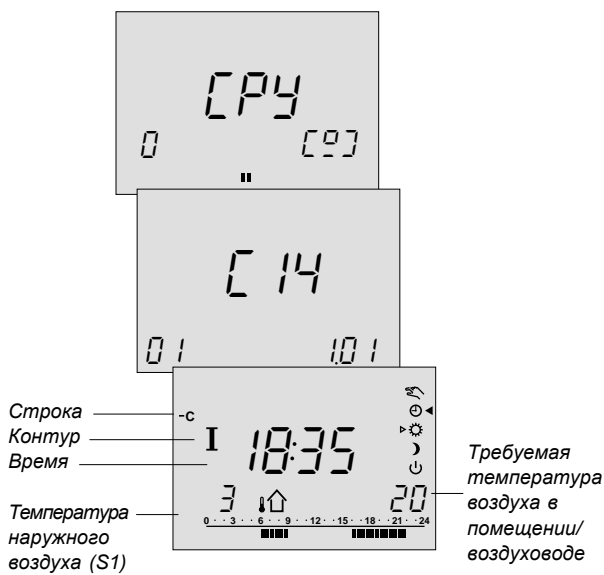 CPY
0 [º]
C 14
01 1.01
Строка
-C
Контур
I
Время
18:35
3 20
0 · · 3 · · 6 · · 9 · · 12 · · 15 · · 18 · · 21 · · 24
Температура
наружного
воздуха (S1)
Требуемая
температура
воздуха в
помещении/
воздуховоде